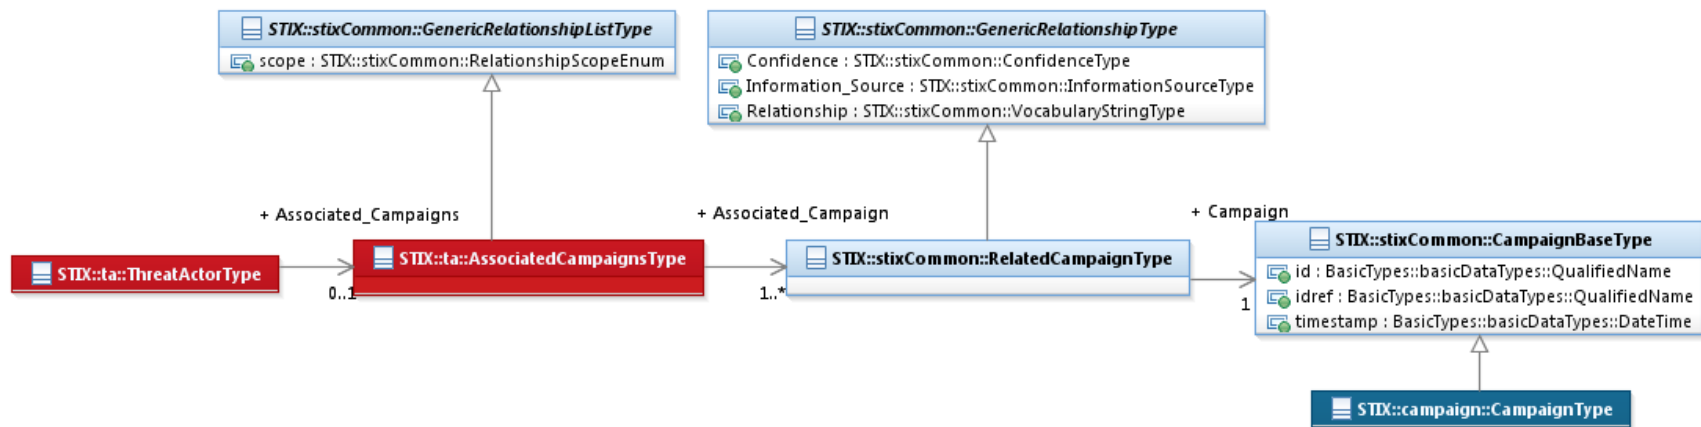 STIX::stixCommon::GenericRelationshipListType
scope : STIX::stixCommon::RelationshipScopeEnum
STIX::stixCommon::GenericRelationshipType
Confidence : STIX::stixCommon::ConfidenceType
Information_Source : STIX::stixCommon::InformationSourceType
Relationship : STIX::stixCommon::VocabularyStringType
+ Associated_Campaigns
+ Associated_Campaign
+ Campaign
STIX::ta::ThreatActorType
0..1
STIX::ta::AssociatedCampaignsType
1..*
STIX::stixCommon::RelatedCampaignType
1
STIX::stixCommon::CampaignBaseType
id : BasicTypes::basicDataTypes::QualifiedName
idref : BasicTypes::basicDataTypes::QualifiedName
timestamp : BasicTypes::basicDataTypes::DateTime
STIX::campaign::CampaignType